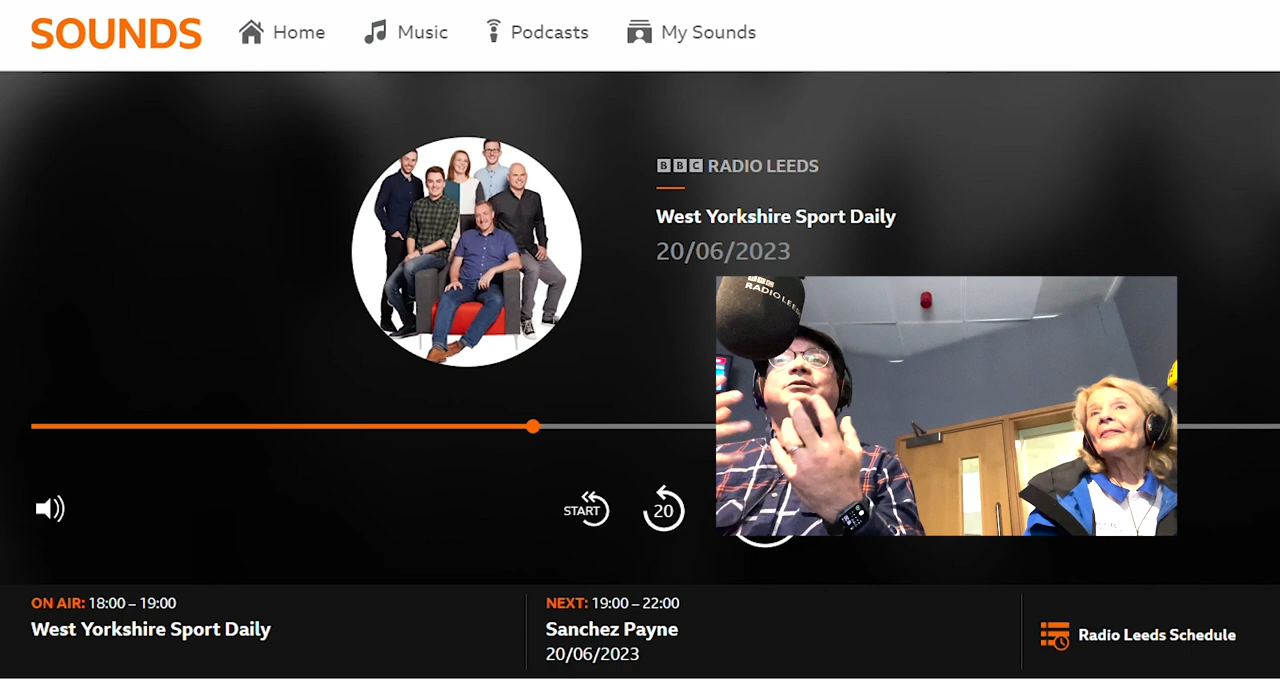 SOUNDS
Home
Music
Podcasts
My Sounds
BBC RADIO LEEDS
West Yorkshire Sport Daily
20/06/2023
BBC
RADIO LEEDS
START
20
ON AIR: 18:00 – 19:00
West Yorkshire Sport Daily
NEXT: 19:00 – 22:00
Sanchez Payne
20/06/2023
Radio Leeds Schedule